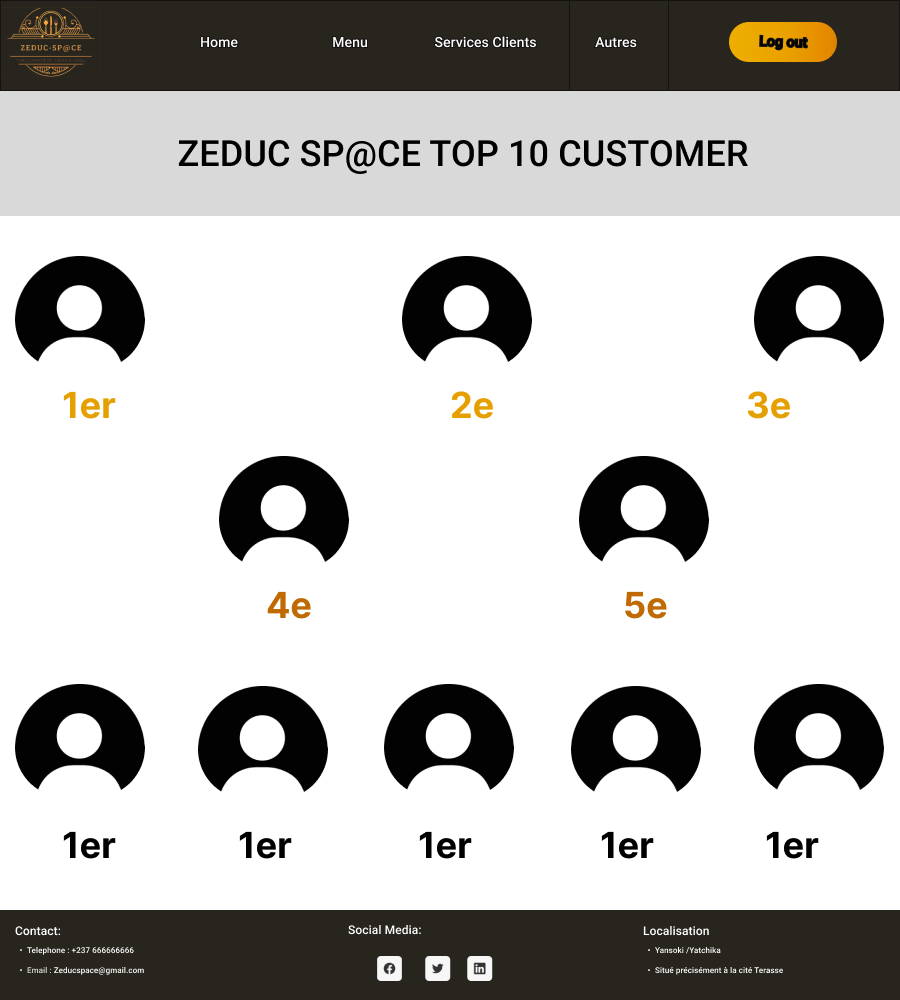 ZEDUC-SP@CE
Home
Menu
Services Clients
Autres
Log out
ZEDUC SP@CE TOP 10 CUSTOMER
1er
2e
3e
4e
5e
1er
1er
1er
1er
1er
Contact:
• Telephone : +237 666666666
• Email : Zeducspace@gmail.com
Social Media:
Localisation
• Yansoki /Yatchika
• Situé précisément à la cité Terasse